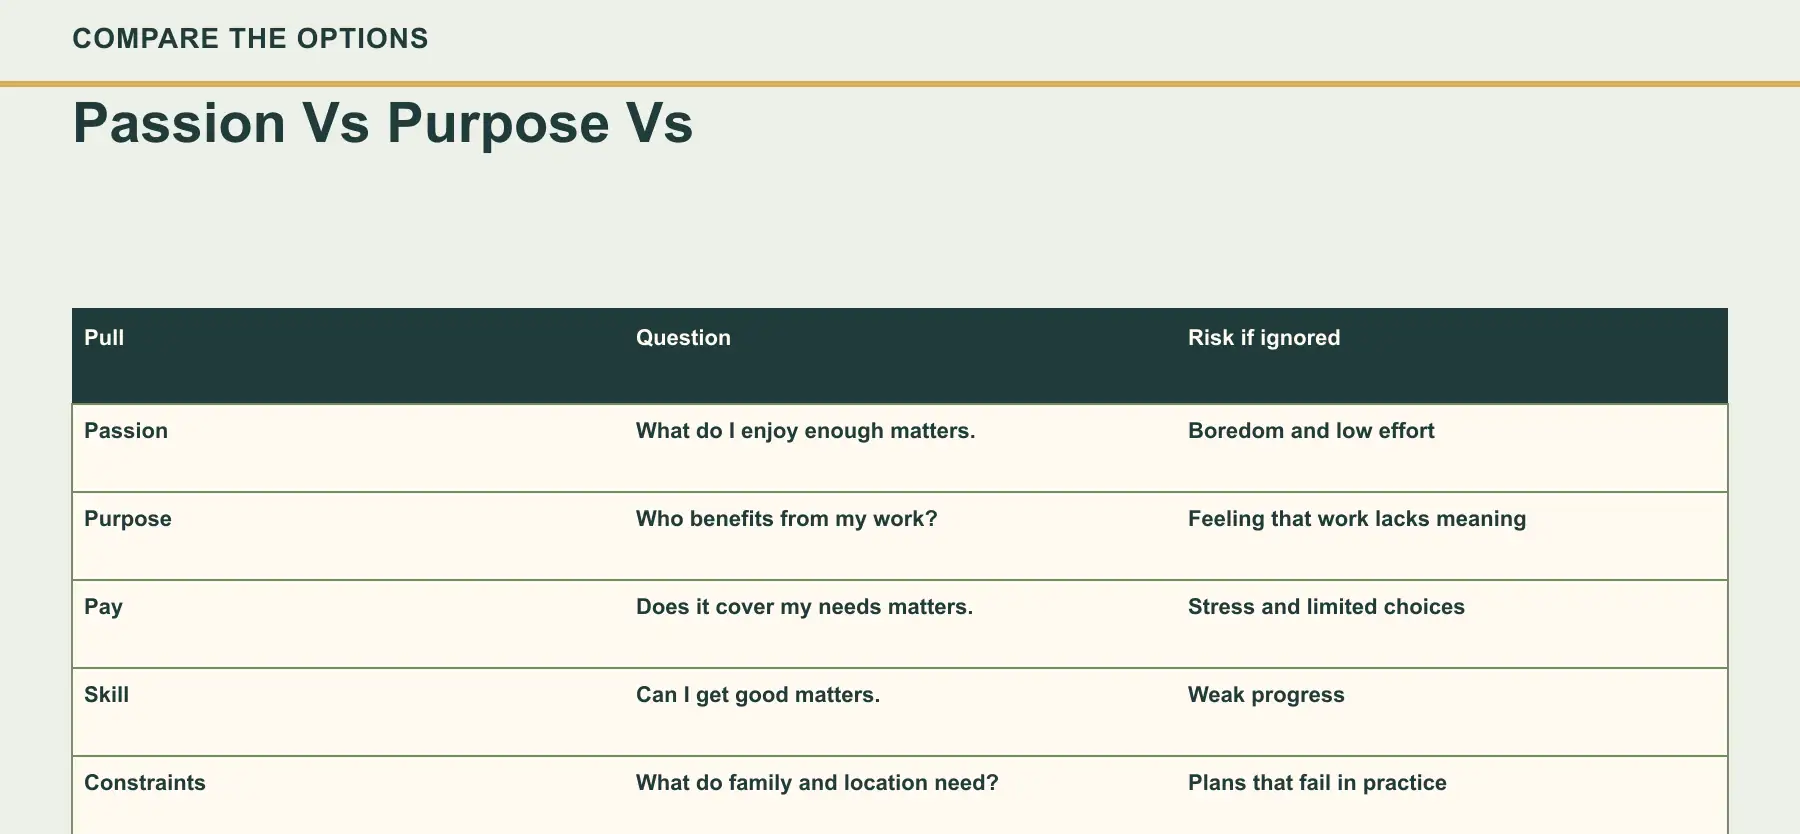 COMPARE THE OPTIONS
Passion Vs Purpose Vs
Pull Question Risk if ignored
Passion What do I enjoy enough matters. Boredom and low effort
Purpose Who benefits from my work? Feeling that work lacks meaning
Pay Does it cover my needs matters. Stress and limited choices
Skill Can I get good matters. Weak progress
Constraints What do family and location need? Plans that fail in practice